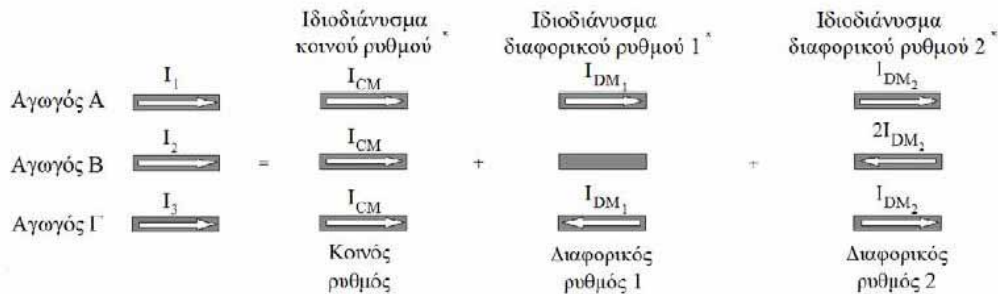 Ιδιοδιάνυσμα
κοινού ρυθμού *
Ιδιοδιάνυσμα
διαφορικού ρυθμού 1 *
Ιδιοδιάνυσμα
διαφορικού ρυθμού 2 *
Αγωγός Α I1 ICM IDM1 IDM2
Αγωγός Β I2 = ICM + + 2IDM2
Αγωγός Γ I3 ICM IDM1 IDM2
Κοινός
ρυθμός
Διαφορικός
ρυθμός 1
Διαφορικός
ρυθμός 2